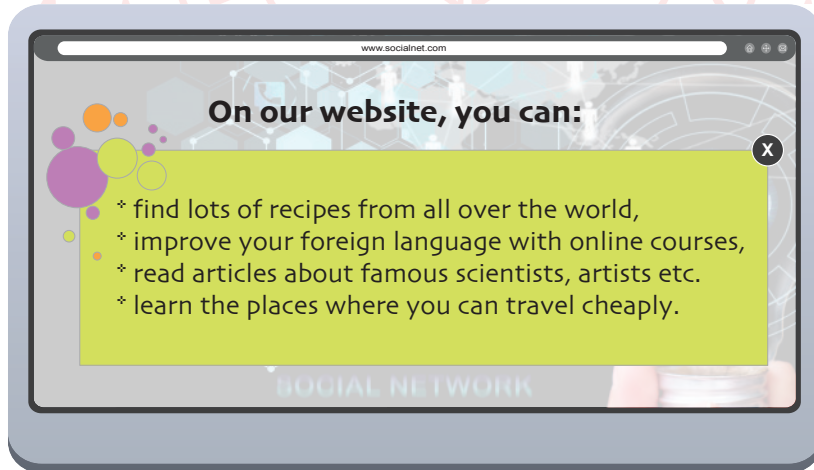 www.socialnet.com
On our website, you can:
X
* find lots of recipes from all over the world,
* improve your foreign language with online courses,
* read articles about famous scientists, artists etc.
* learn the places where you can travel cheaply.
SOCIAL NETWORK